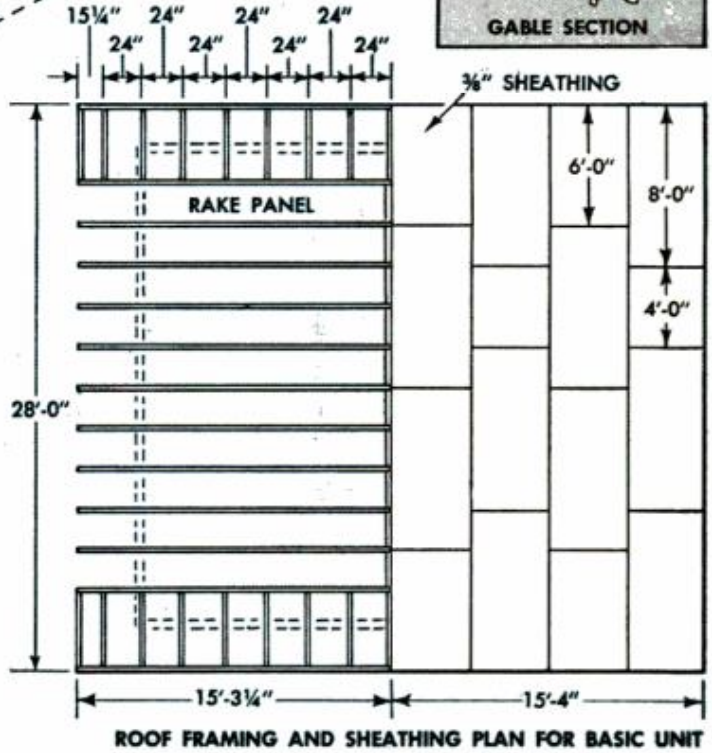 GABLE SECTION
15¼" 24" 24" 24" 24"
24" 24" 24" 24"
⅜" SHEATHING
6'-0"
8'-0"
RAKE PANEL
4'-0"
28'-0"
15'-3¼"
15'-4"
ROOF FRAMING AND SHEATHING PLAN FOR BASIC UNIT